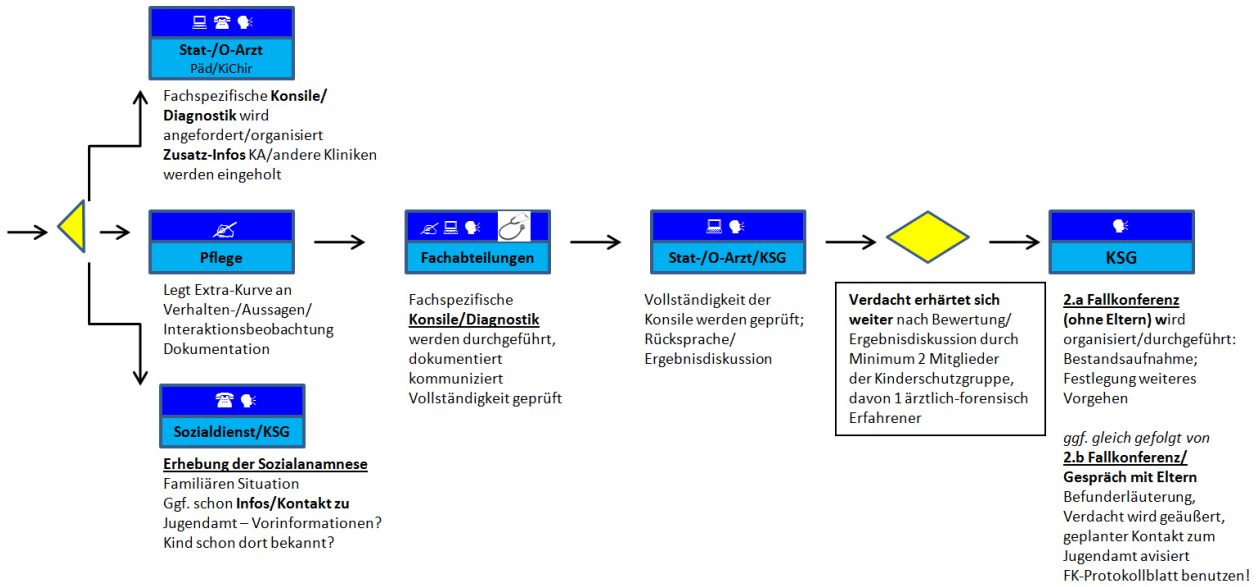 Stat-/O-Arzt
Päd/KiChir
Fachspezifische Konsile/
Diagnostik wird
angefordert/organisiert
Zusatz-Infos KA/andere Kliniken
werden eingeholt
Pflege
Legt Extra-Kurve an
Verhalten-/Aussagen/
Interaktionsbeobachtung
Dokumentation
Sozialdienst/KSG
Erhebung der Sozialanamnese
Familiären Situation
Ggf. schon Infos/Kontakt zu
Jugendamt – Vorinformationen?
Kind schon dort bekannt?
Fachabteilungen
Fachspezifische
Konsile/Diagnostik
werden durchgeführt,
dokumentiert
kommuniziert
Vollständigkeit geprüft
Stat-/O-Arzt/KSG
Vollständigkeit der
Konsile werden geprüft;
Rücksprache/
Ergebnisdiskussion
Verdacht erhärtet sich
weiter nach Bewertung/
Ergebnisdiskussion durch
Minimum 2 Mitglieder
der Kinderschutzgruppe,
davon 1 ärztlich-forensisch
Erfahrener
KSG
2.a Fallkonferenz
(ohne Eltern) wird
organisiert/durchgeführt:
Bestandsaufnahme;
Festlegung weiteres
Vorgehen
ggf. gleich gefolgt von
2.b Fallkonferenz/
Gespräch mit Eltern
Befunderläuterung,
Verdacht wird geäußert,
geplanter Kontakt zum
Jugendamt avisiert
FK-Protokollblatt benutzen!